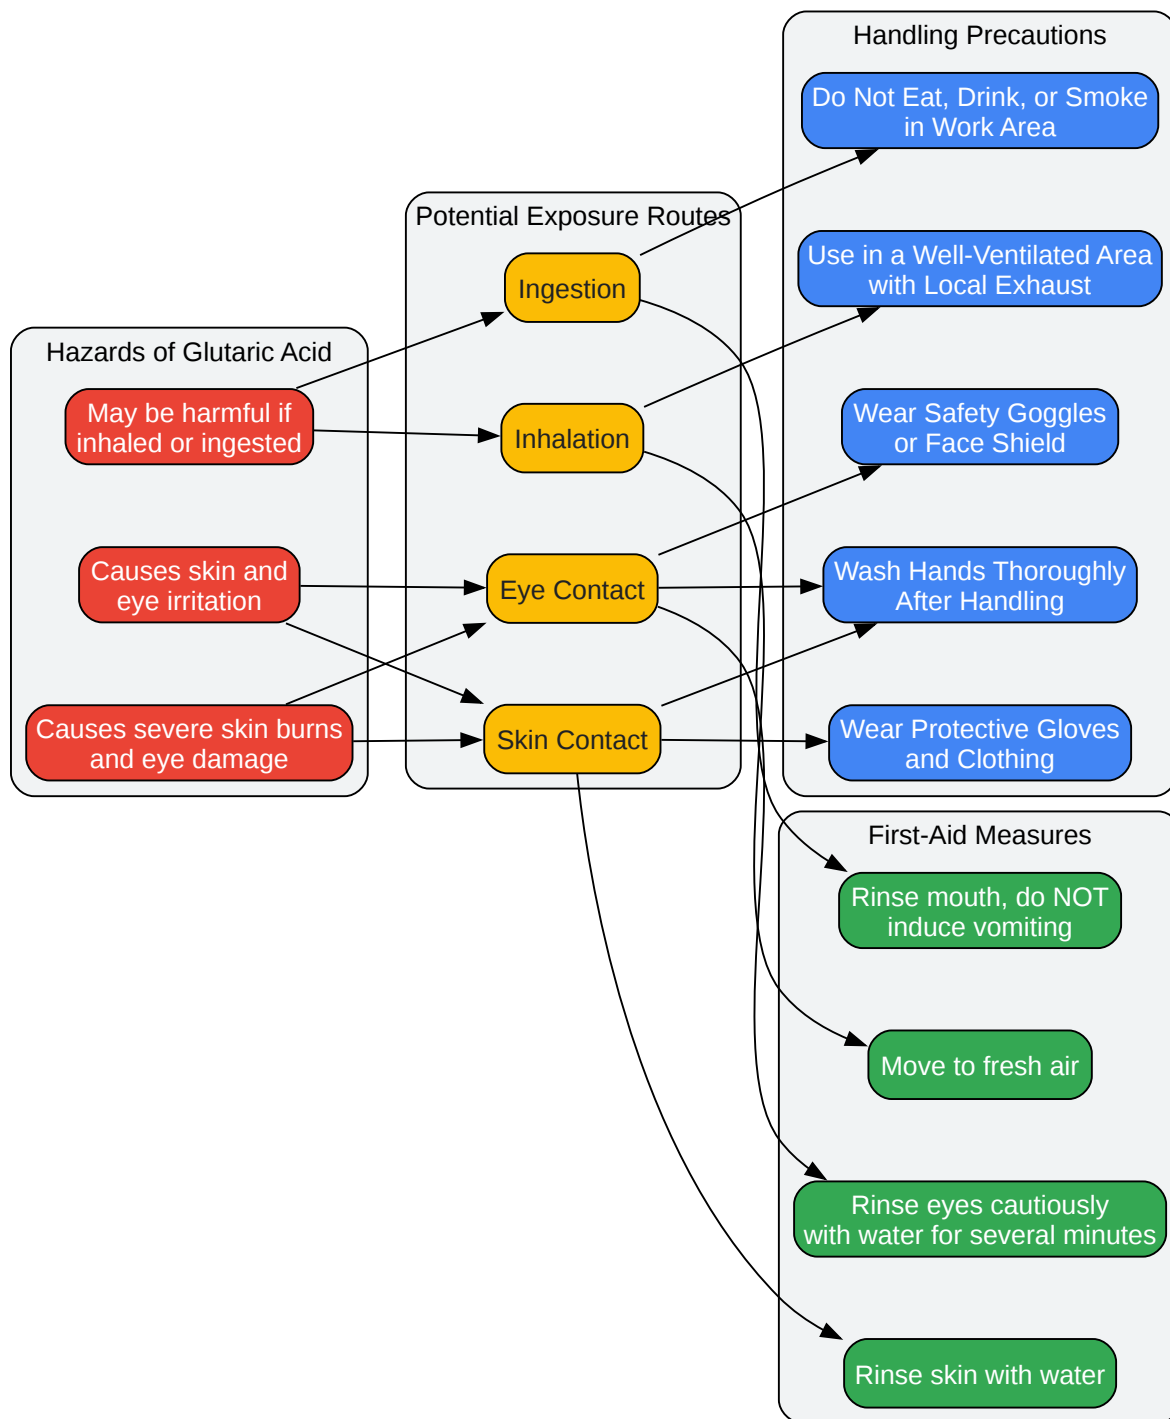 Hazards of Glutaric Acid
May be harmful if
inhaled or ingested
Causes skin and
eye irritation
Causes severe skin burns
and eye damage
Potential Exposure Routes
Ingestion
Inhalation
Eye Contact
Skin Contact
Handling Precautions
Do Not Eat, Drink, or Smoke
in Work Area
Use in a Well-Ventilated Area
with Local Exhaust
Wear Safety Goggles
or Face Shield
Wash Hands Thoroughly
After Handling
Wear Protective Gloves
and Clothing
First-Aid Measures
Rinse mouth, do NOT
induce vomiting
Move to fresh air
Rinse eyes cautiously
with water for several minutes
Rinse skin with water